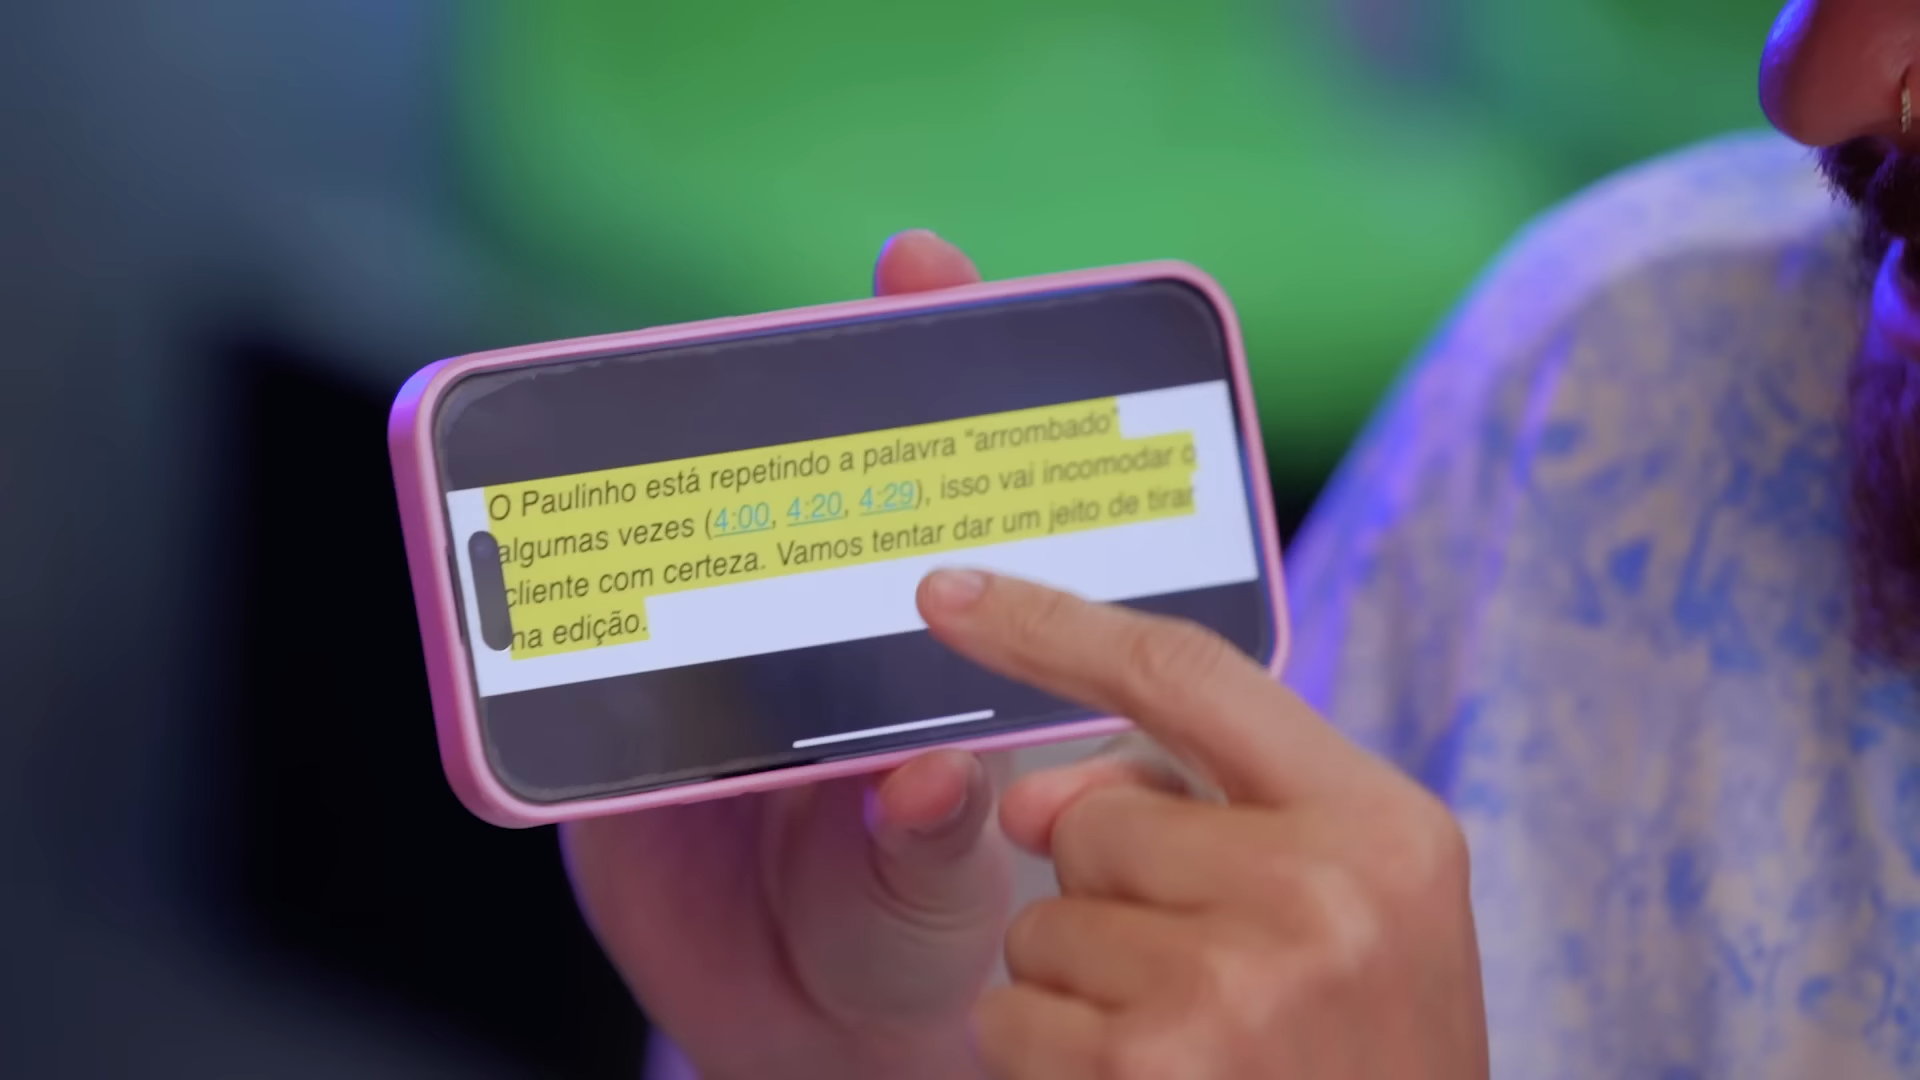 O Paulinho está repetindo a palavra “arrombado”
algumas vezes (4:00, 4:20, 4:29), isso vai incomodar o
cliente com certeza. Vamos tentar dar um jeito de tirar
na edição.